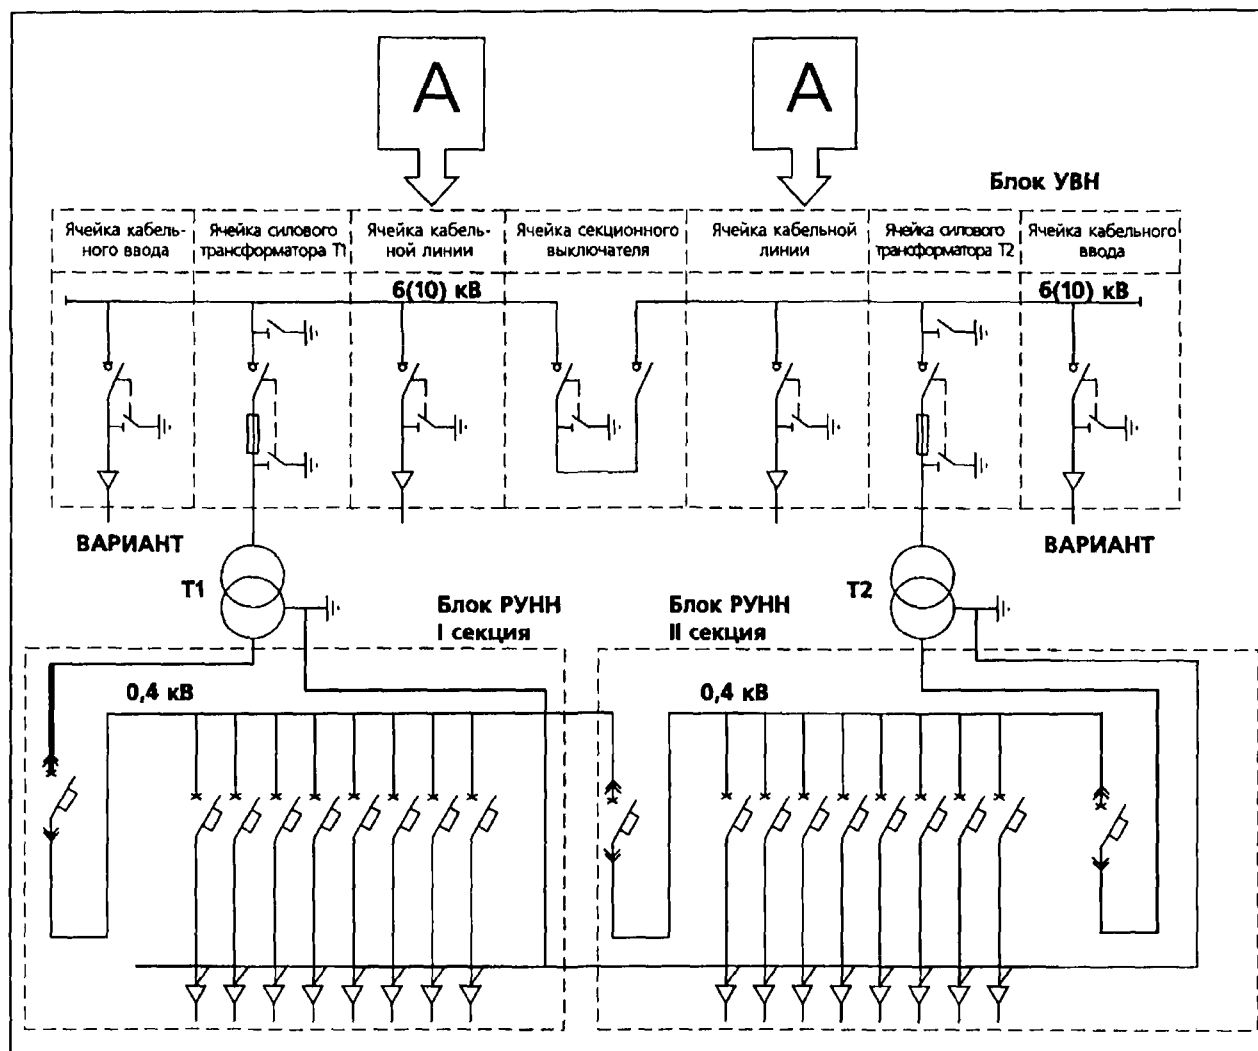 А
А
Блок УВН
Ячейка кабель-
ного ввода
Ячейка силового
трансформатора Т1
Ячейка кабель-
ной линии
Ячейка секционного
выключателя
Ячейка кабельной
линии
Ячейка силового
трансформатора Т2
Ячейка кабельного
ввода
6(10) кВ
6(10) кВ
ВАРИАНТ
ВАРИАНТ
Т1
Т2
Блок РУНН
I секция
Блок РУНН
II секция
0,4 кВ
0,4 кВ